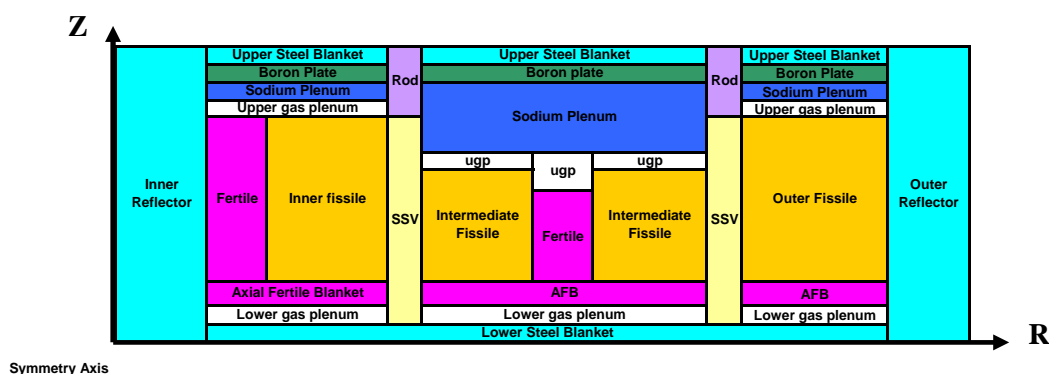 Z
Upper Steel Blanket
Upper Steel Blanket
Upper Steel Blanket
Boron Plate
Rod
Boron plate
Rod
Boron Plate
Sodium Plenum
Sodium Plenum
Sodium Plenum
Upper gas plenum
Upper gas plenum
ugp
ugp
ugp
Inner
Reflector
Fertile
Inner fissile
SSV
Intermediate
Fissile
Fertile
Intermediate
Fissile
SSV
Outer Fissile
Outer
Reflector
Axial Fertile Blanket
AFB
AFB
Lower gas plenum
Lower gas plenum
Lower gas plenum
Lower Steel Blanket
R
Symmetry Axis